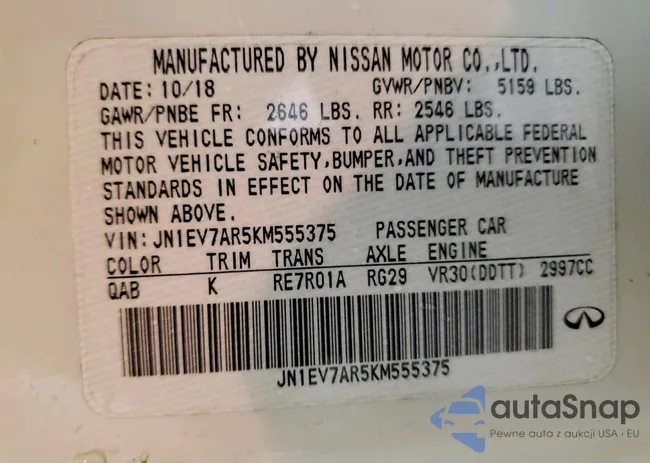 MANUFACTURED BY NISSAN MOTOR CO.,LTD.
DATE: 10/18 GVWR/PNBV: 5159 LBS.
GAWR/PNBE FR: 2646 LBS. RR: 2546 LBS.
THIS VEHICLE CONFORMS TO ALL APPLICABLE FEDERAL
MOTOR VEHICLE SAFETY,BUMPER,AND THEFT PREVENTION
STANDARDS IN EFFECT ON THE DATE OF MANUFACTURE
SHOWN ABOVE.
VIN: JN1EV7AR5KM555375 PASSENGER CAR
COLOR TRIM TRANS AXLE ENGINE
QAB K RE7R01A RG29 VR30(DDTT) 2997CC
JN1EV7AR5KM555375
autaSnap
Pewne auta z aukcji USA i EU